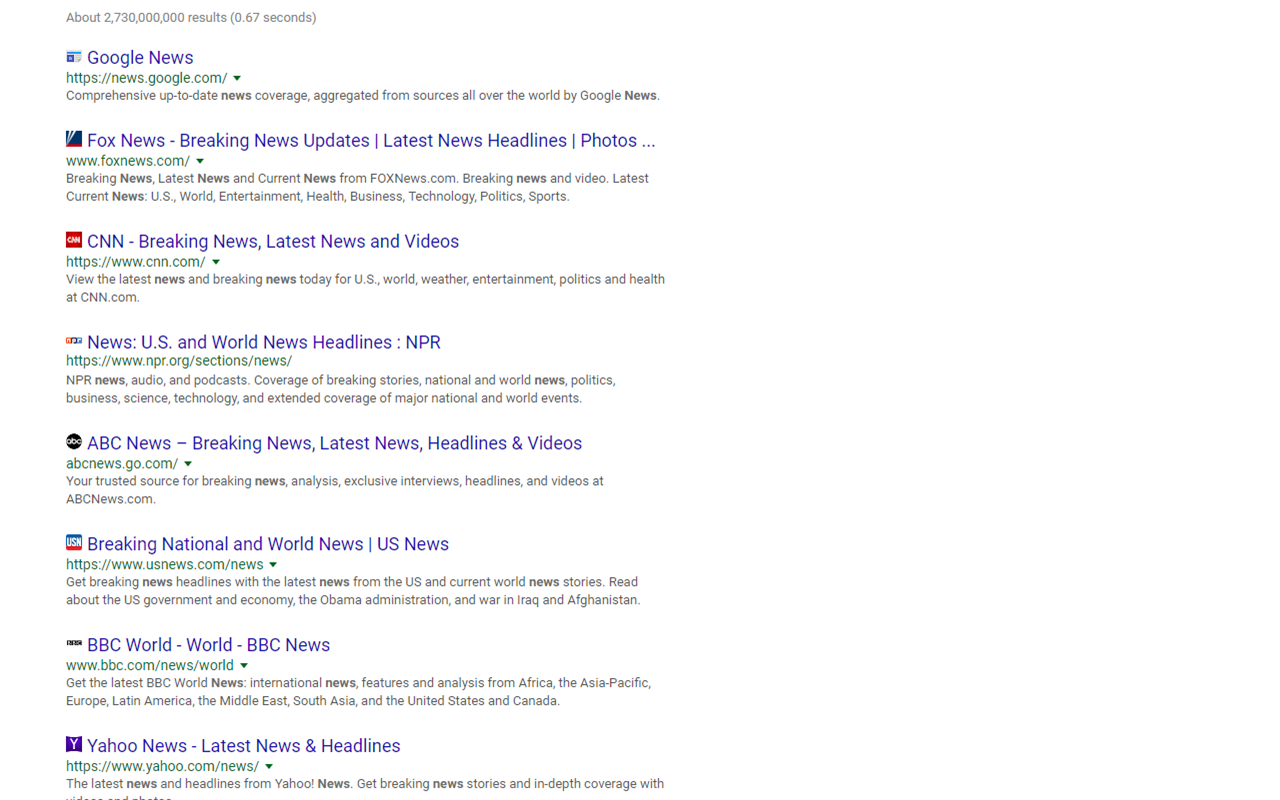 About 2,730,000,000 results (0.67 seconds)
Google News
https://news.google.com/
Comprehensive up-to-date news coverage, aggregated from sources all over the world by Google News.
Fox News - Breaking News Updates | Latest News Headlines | Photos ...
www.foxnews.com/
Breaking News, Latest News and Current News from FOXNews.com. Breaking news and video. Latest
Current News: U.S., World, Entertainment, Health, Business, Technology, Politics, Sports.
CNN CNN - Breaking News, Latest News and Videos
https://www.cnn.com/
View the latest news and breaking news today for U.S., world, weather, entertainment, politics and health
at CNN.com.
npr News: U.S. and World News Headlines : NPR
https://www.npr.org/sections/news/
NPR news, audio, and podcasts. Coverage of breaking stories, national and world news, politics,
business, science, technology, and extended coverage of major national and world events.
abc ABC News – Breaking News, Latest News, Headlines & Videos
abcnews.go.com/
Your trusted source for breaking news, analysis, exclusive interviews, headlines, and videos at
ABCNews.com.
USN Breaking National and World News | US News
https://www.usnews.com/news
Get breaking news headlines with the latest news from the US and current world news stories. Read
about the US government and economy, the Obama administration, and war in Iraq and Afghanistan.
BBC BBC World - World - BBC News
www.bbc.com/news/world
Get the latest BBC World News: international news, features and analysis from Africa, the Asia-Pacific,
Europe, Latin America, the Middle East, South Asia, and the United States and Canada.
Y Yahoo News - Latest News & Headlines
https://www.yahoo.com/news/
The latest news and headlines from Yahoo! News. Get breaking news stories and in-depth coverage with